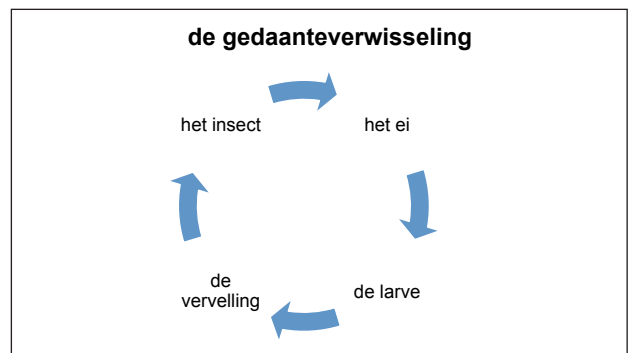 de gedaanteverwisseling
het insect
het ei
de larve
de
vervelling